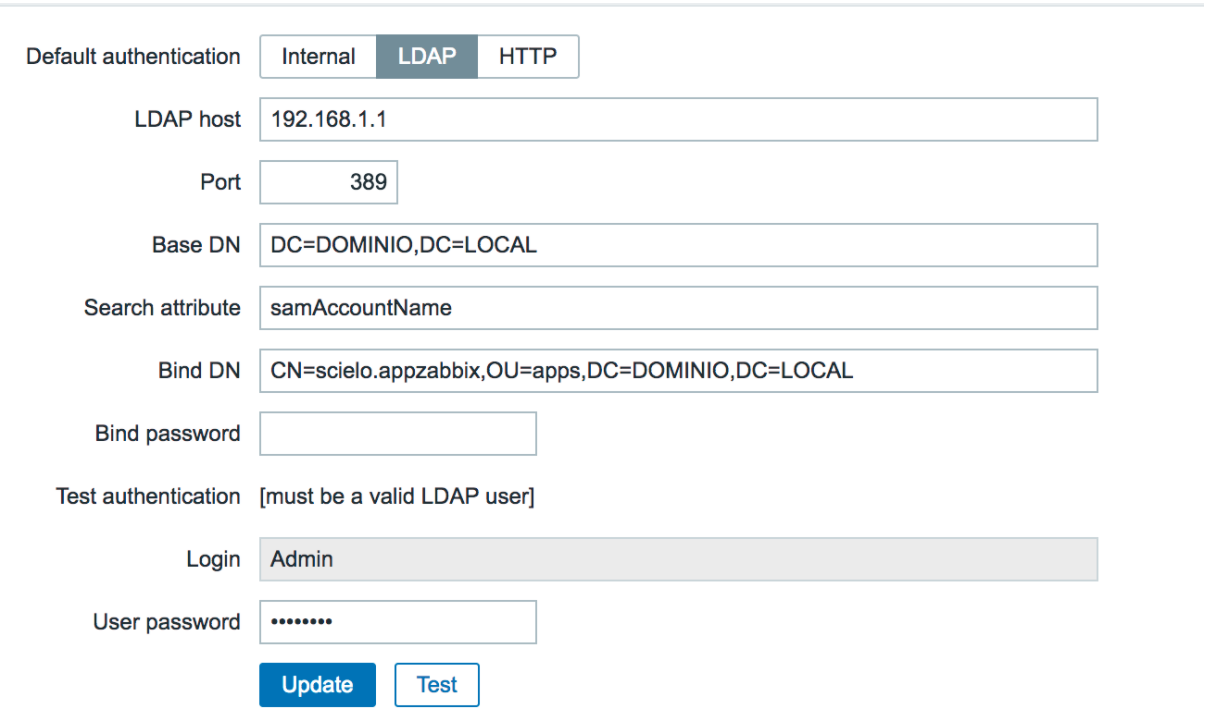 Default authentication Internal LDAP HTTP
LDAP host 192.168.1.1
Port 389
Base DN DC=DOMINIO,DC=LOCAL
Search attribute samAccountName
Bind DN CN=scielo.appzabbix,OU=apps,DC=DOMINIO,DC=LOCAL
Bind password
Test authentication [must be a valid LDAP user]
Login Admin
User password ••••••••
Update Test